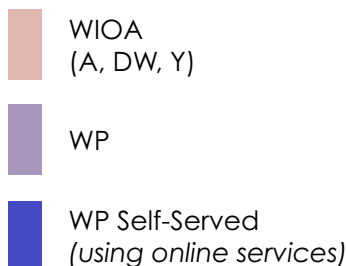 WIOA
(A, DW, Y)
WP
WP Self-Served
(using online services)